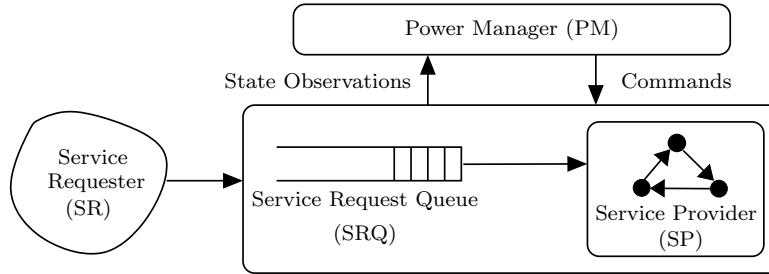 Power Manager (PM)
State Observations
Commands
Service
Requester
(SR)
Service Request Queue
(SRQ)
Service Provider
(SP)